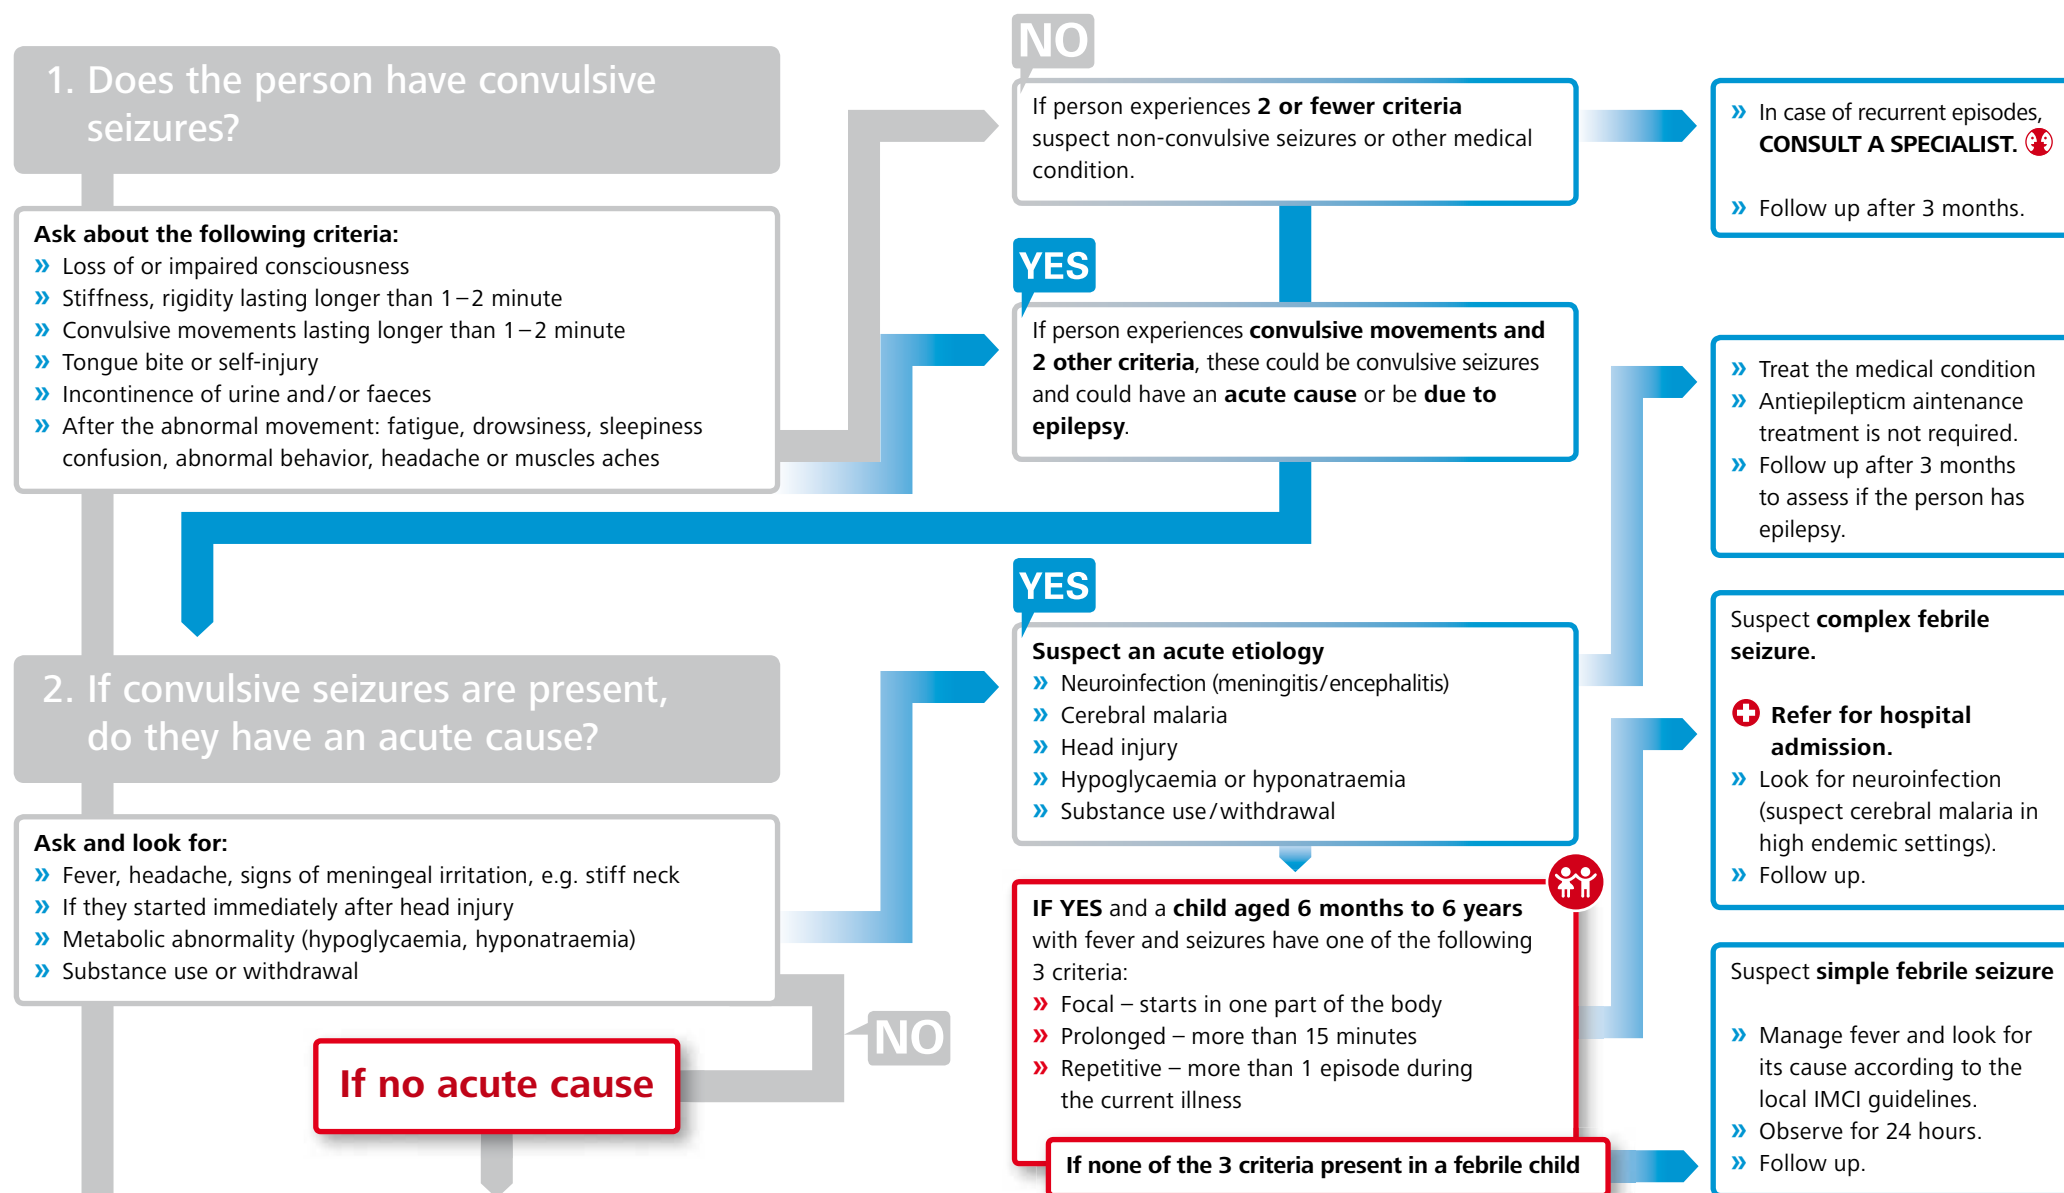 1. Does the person have convulsive
seizures?
Ask about the following criteria:
» Loss of or impaired consciousness
» Stiffness, rigidity lasting longer than 1–2 minute
» Convulsive movements lasting longer than 1–2 minute
» Tongue bite or self-injury
» Incontinence of urine and/or faeces
» After the abnormal movement: fatigue, drowsiness, sleepiness
confusion, abnormal behavior, headache or muscles aches
NO
If person experiences 2 or fewer criteria
suspect non-convulsive seizures or other medical
condition.
» In case of recurrent episodes,
CONSULT A SPECIALIST.
» Follow up after 3 months.
YES
If person experiences convulsive movements and
2 other criteria, these could be convulsive seizures
and could have an acute cause or be due to
epilepsy.
2. If convulsive seizures are present,
do they have an acute cause?
Ask and look for:
» Fever, headache, signs of meningeal irritation, e.g. stiff neck
» If they started immediately after head injury
» Metabolic abnormality (hypoglycaemia, hyponatraemia)
» Substance use or withdrawal
NO
If no acute cause
YES
Suspect an acute etiology
» Neuroinfection (meningitis/encephalitis)
» Cerebral malaria
» Head injury
» Hypoglycaemia or hyponatraemia
» Substance use/withdrawal
» Treat the medical condition
» Antiepilepticm aintenance
treatment is not required.
» Follow up after 3 months
to assess if the person has
epilepsy.
IF YES and a child aged 6 months to 6 years
with fever and seizures have one of the following
3 criteria:
» Focal – starts in one part of the body
» Prolonged – more than 15 minutes
» Repetitive – more than 1 episode during
the current illness
Suspect complex febrile
seizure.
Refer for hospital
admission.
» Look for neuroinfection
(suspect cerebral malaria in
high endemic settings).
» Follow up.
If none of the 3 criteria present in a febrile child
Suspect simple febrile seizure
» Manage fever and look for
its cause according to the
local IMCI guidelines.
» Observe for 24 hours.
» Follow up.